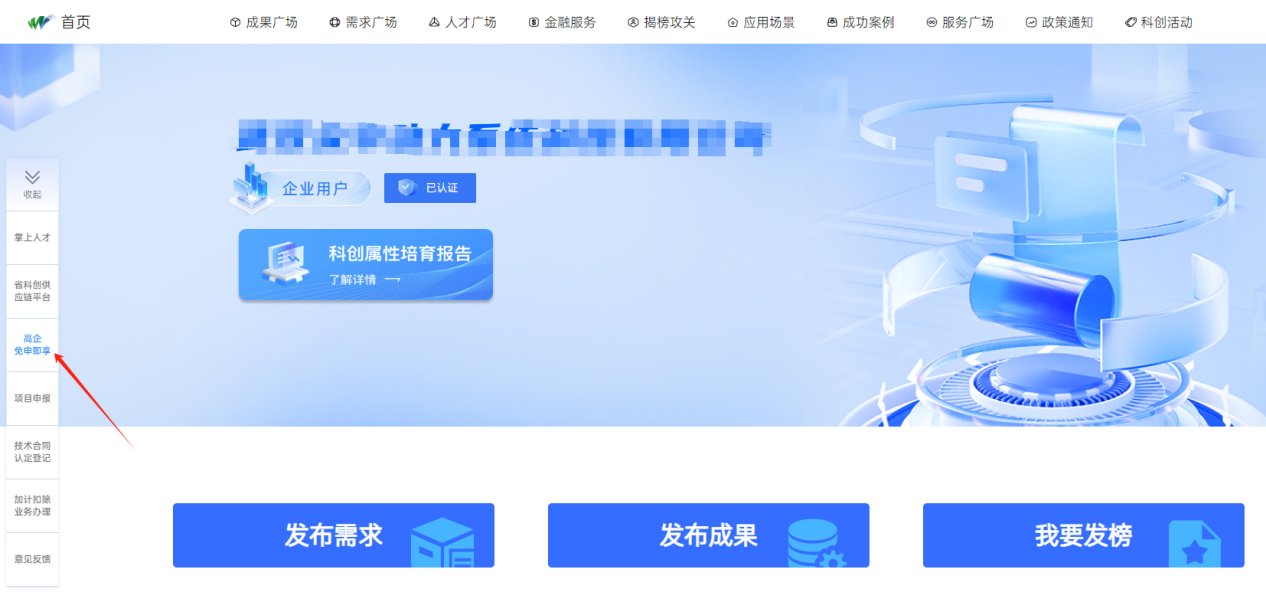 首页
成果广场
需求广场
人才广场
金融服务
揭榜攻关
应用场景
成功案例
服务广场
政策通知
科创活动
企业用户
已认证
科创属性培育报告
了解详情
收起
掌上人才
省科创供
应链平台
高企
免申即享
项目申报
技术合同
认定登记
加计扣除
业务办理
意见反馈
发布需求
发布成果
我要发榜